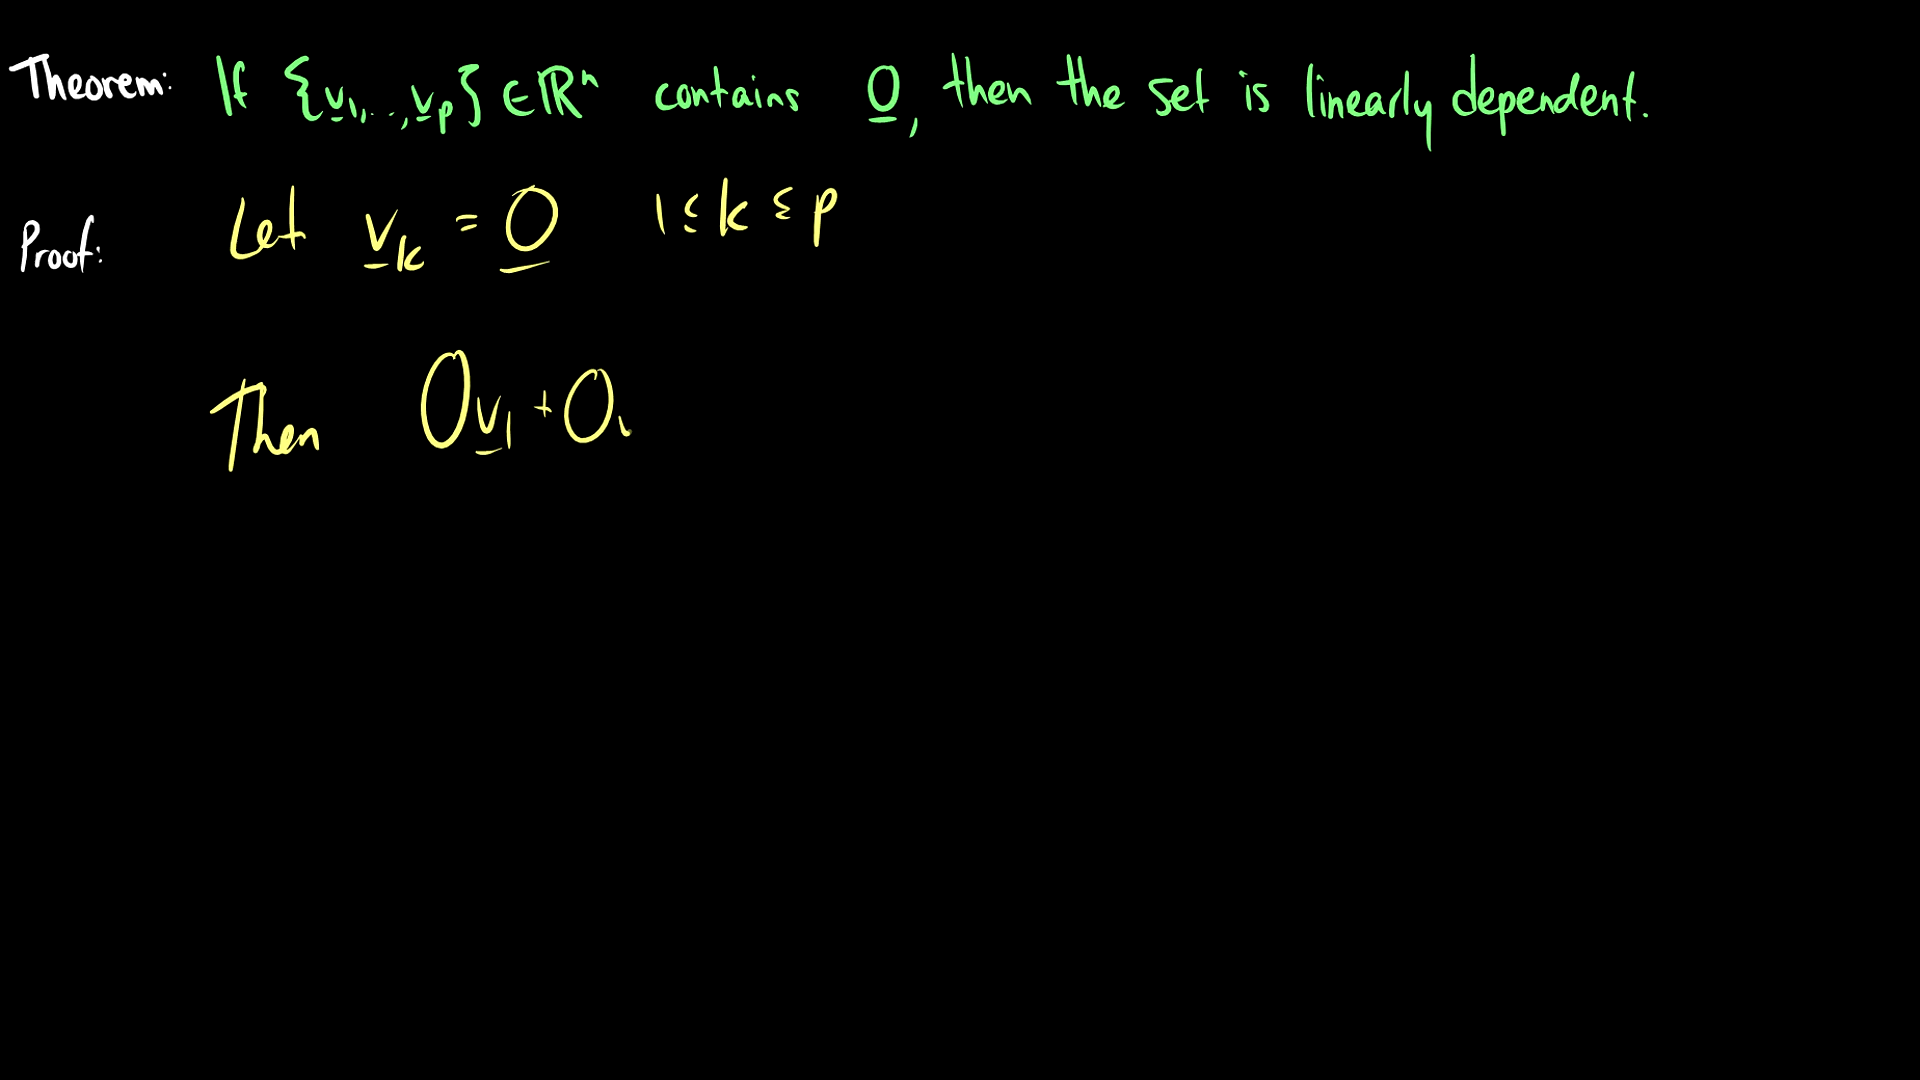 Theorem: If {v1,..,vp} ∈ ℝⁿ contains 0, then the set is linearly dependent.
Proof: Let vk = 0 1 ≤ k ≤ p
Then 0v1 + 0